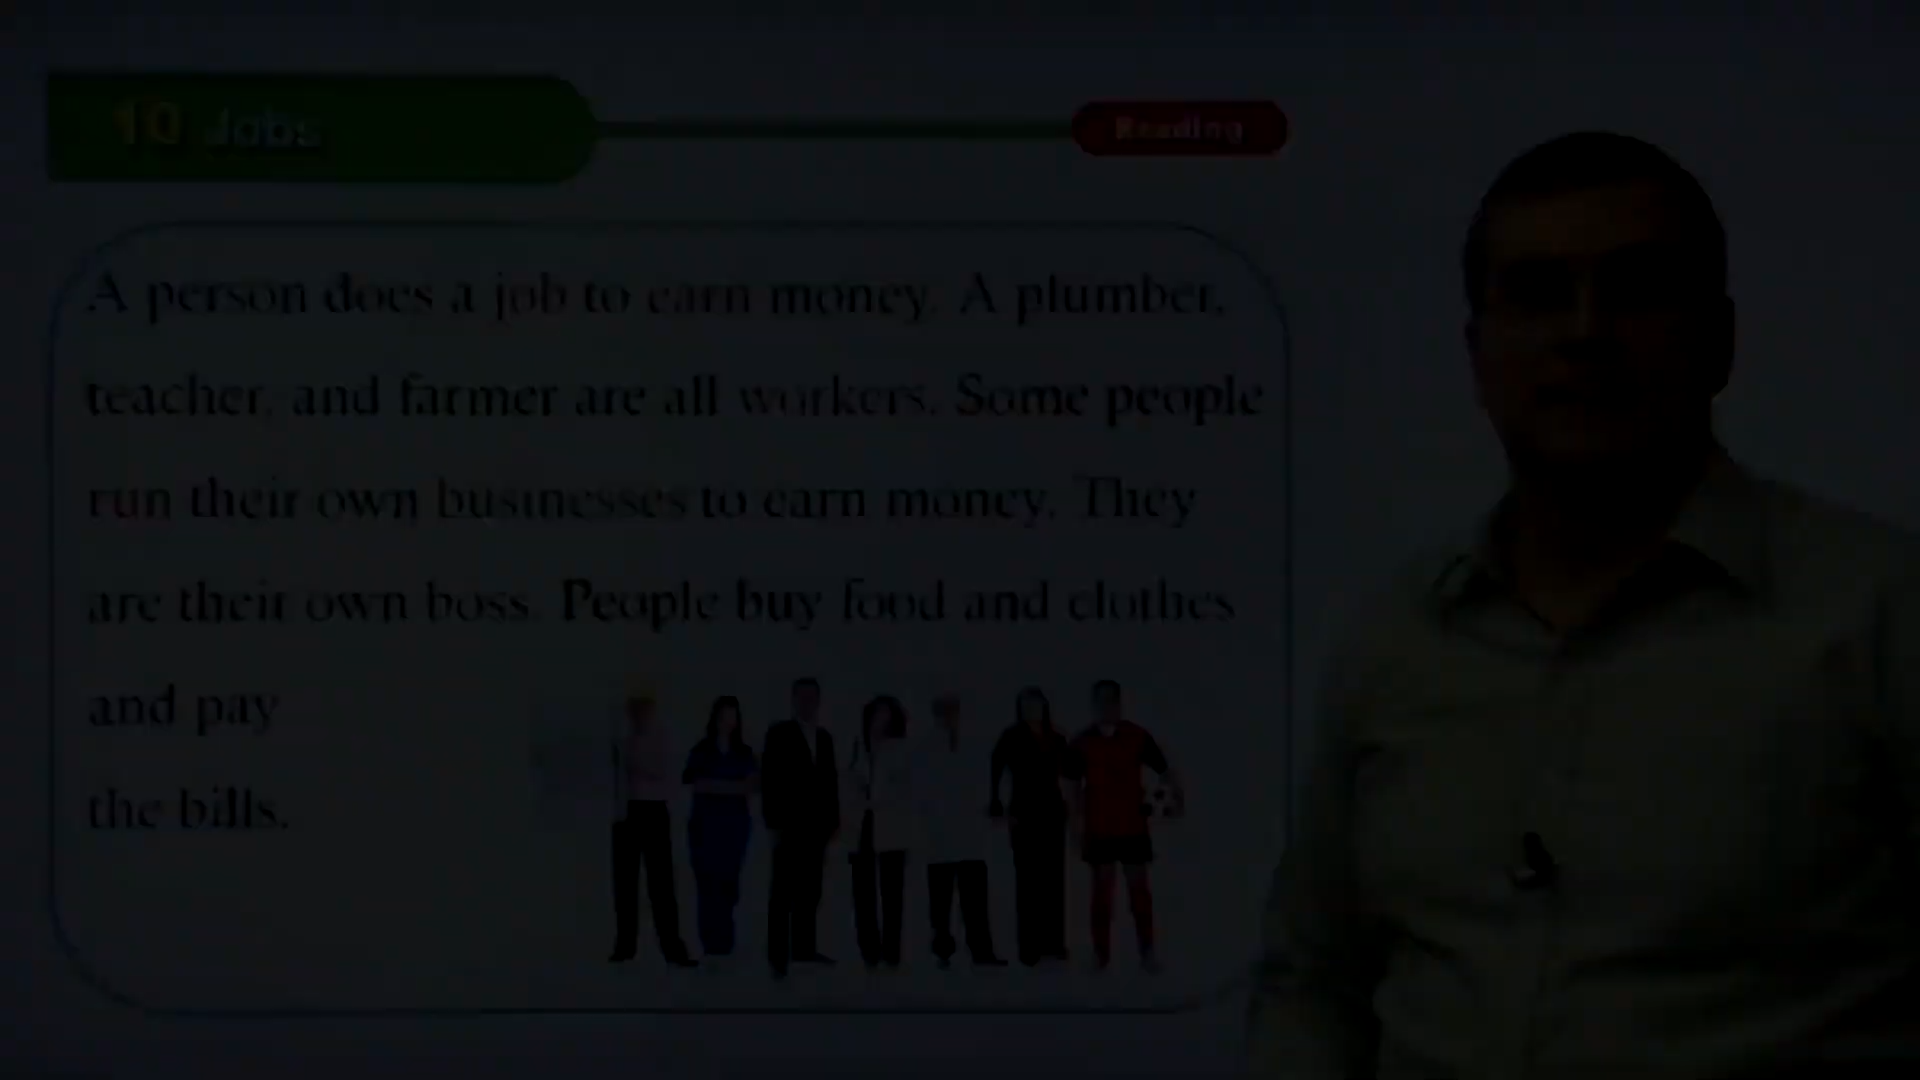 10 Jobs
Reading
A person does a job to earn money. A plumber,
teacher, and farmer are all workers. Some people
run their own businesses to earn money. They
are their own boss. People buy food and clothes
and pay
the bills.